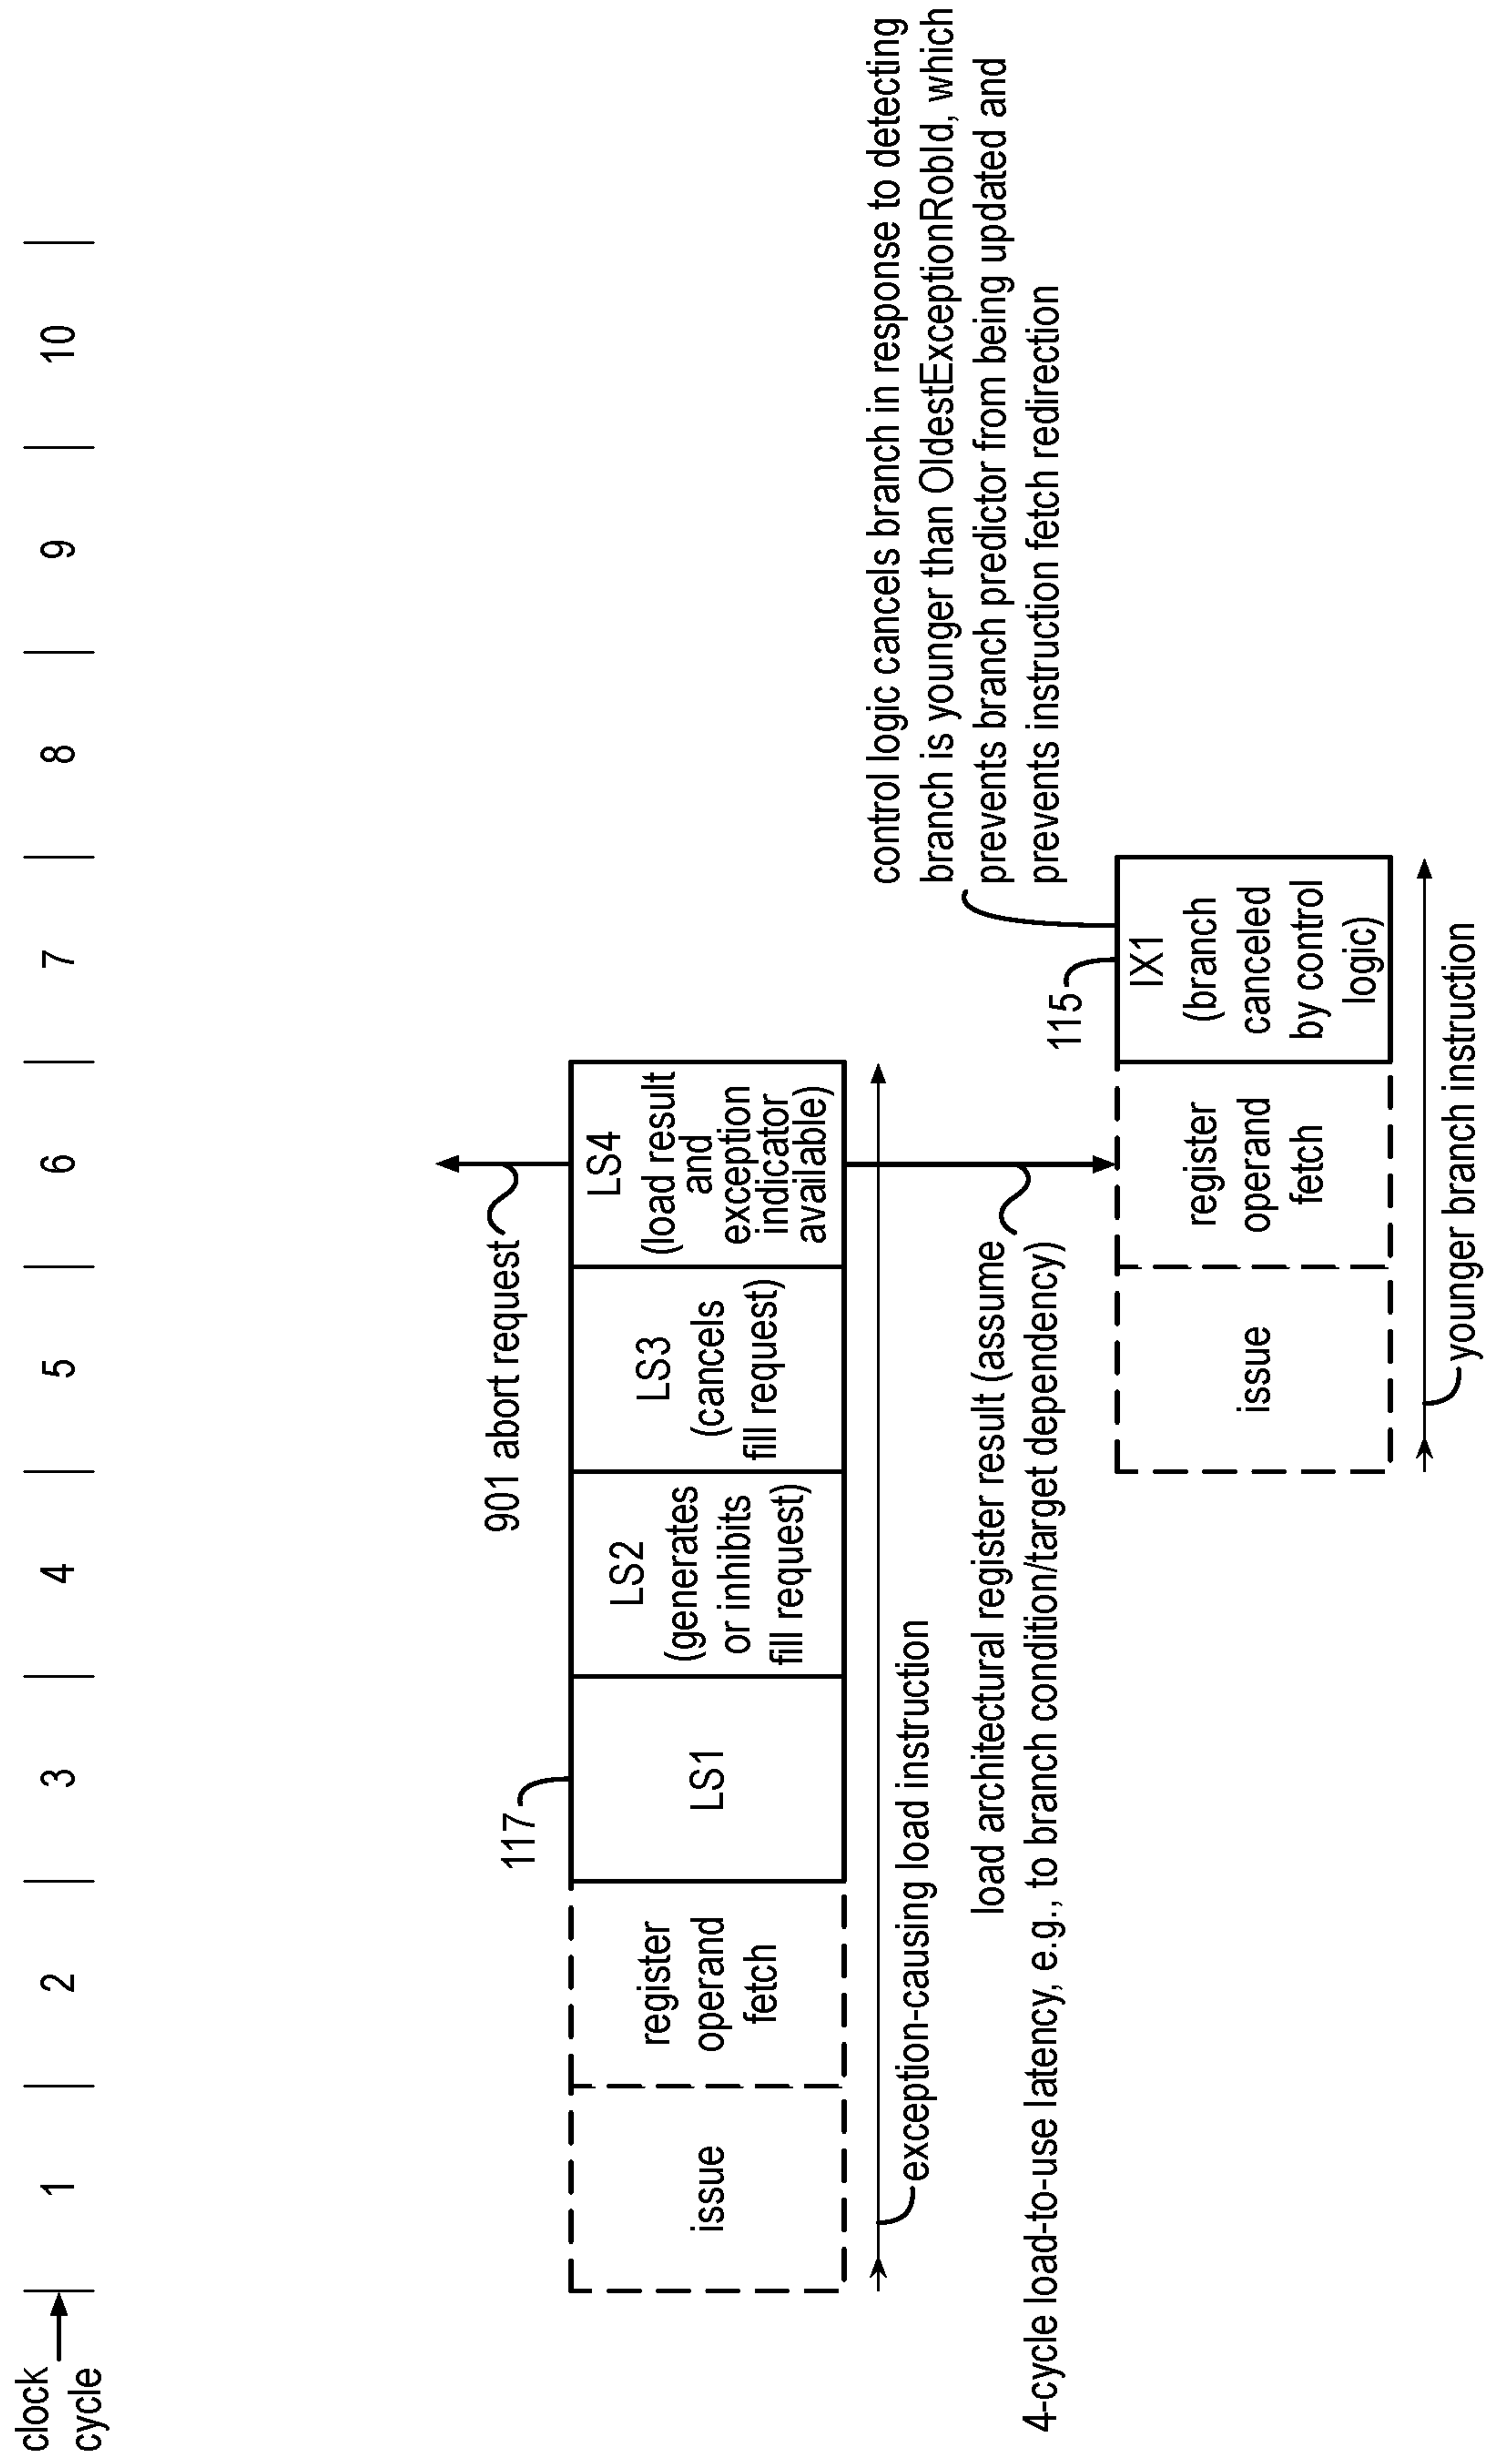 clock
cycle
1 2 3 4 5 6 7 8 9 10
901 abort request
117
issue
register
operand
fetch
LS1
LS2
(generates
or inhibits
fill request)
LS3
(cancels
fill request)
LS4
(load result
and
exception
indicator
available)
exception-causing load instruction
load architectural register result (assume
4-cycle load-to-use latency, e.g., to branch condition/target dependency)
control logic cancels branch in response to detecting
branch is younger than OldestExceptionRobId, which
prevents branch predictor from being updated and
prevents instruction fetch redirection
115
issue
register
operand
fetch
IX1
(branch
canceled
by control
logic)
younger branch instruction